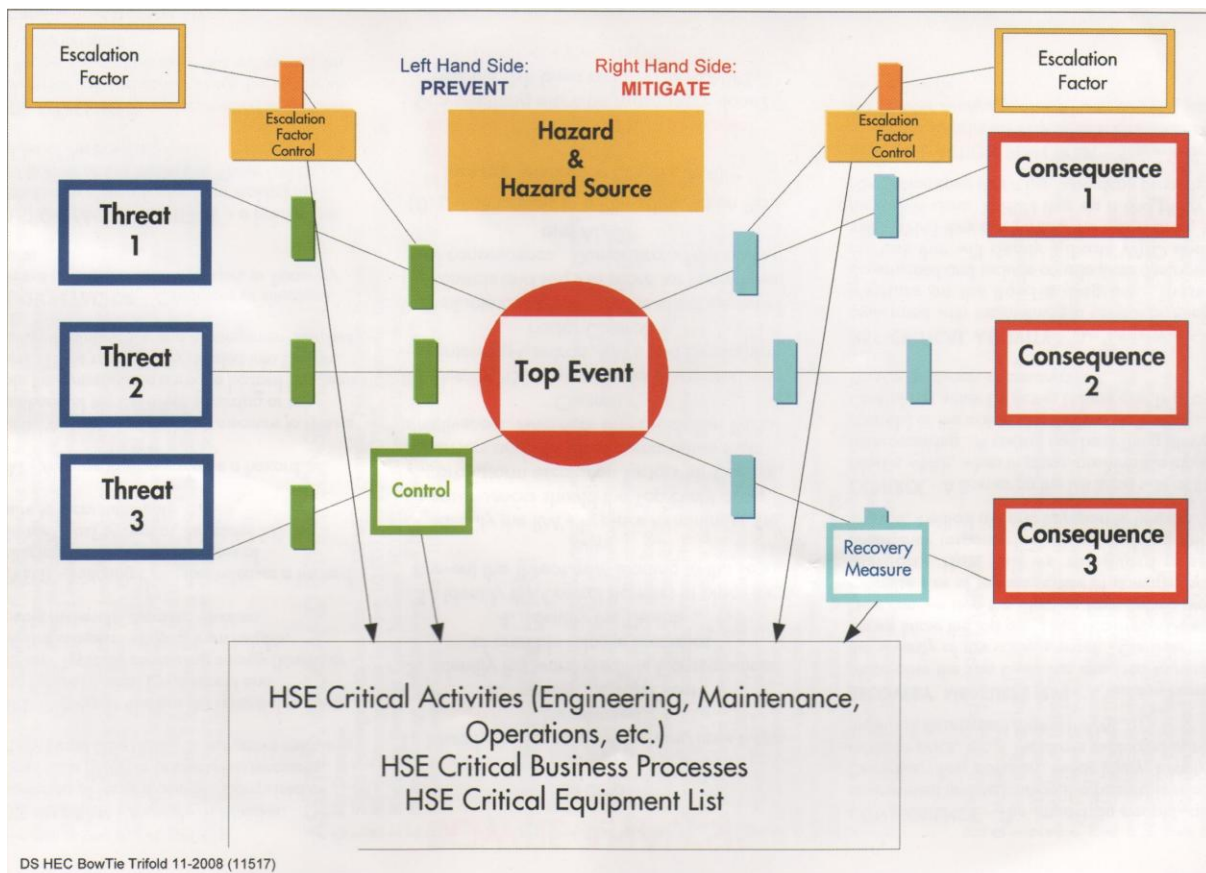 Escalation
Factor
Left Hand Side:
PREVENT
Right Hand Side:
MITIGATE
Escalation
Factor
Escalation
Factor
Control
Hazard
&
Hazard Source
Escalation
Factor
Control
Threat
1
Consequence
1
Threat
2
Top Event
Consequence
2
Threat
3
Control
Recovery
Measure
Consequence
3
HSE Critical Activities (Engineering, Maintenance,
Operations, etc.)
HSE Critical Business Processes
HSE Critical Equipment List
DS HEC BowTie Trifold 11-2008 (11517)